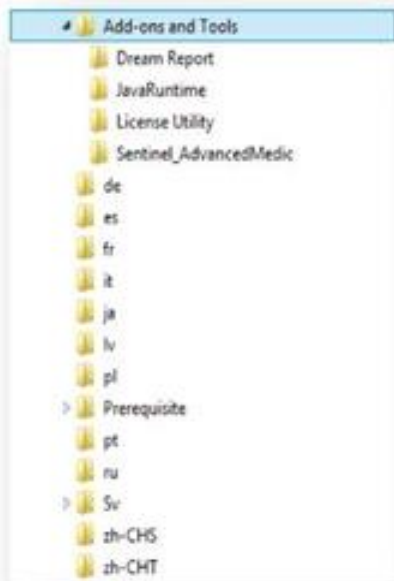 Add-ons and Tools
Dream Report
JavaRuntime
License Utility
Sentinel_AdvancedMedic
de
es
fr
it
ja
lv
pl
Prerequisite
pt
ru
Sv
zh-CHS
zh-CHT